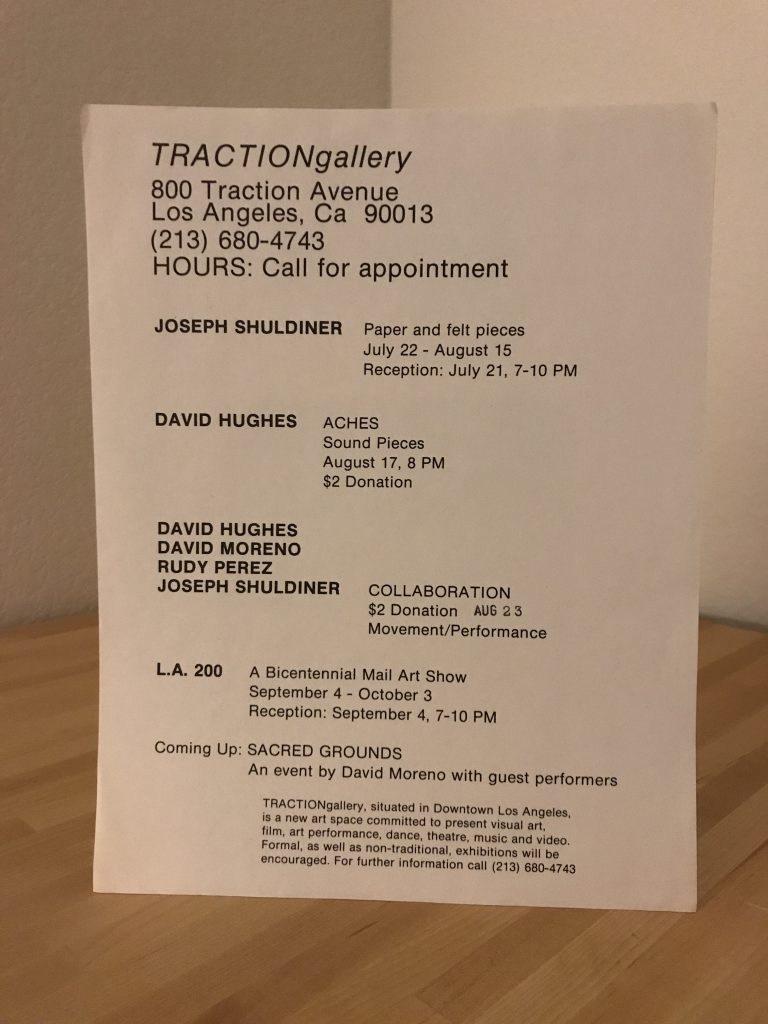 TRACTIONgallery
800 Traction Avenue
Los Angeles, Ca 90013
(213) 680-4743
HOURS: Call for appointment
JOSEPH SHULDINER Paper and felt pieces
July 22 - August 15
Reception: July 21, 7-10 PM
DAVID HUGHES ACHES
Sound Pieces
August 17, 8 PM
$2 Donation
DAVID HUGHES
DAVID MORENO
RUDY PEREZ
JOSEPH SHULDINER COLLABORATION
$2 Donation AUG 23
Movement/Performance
L.A. 200 A Bicentennial Mail Art Show
September 4 - October 3
Reception: September 4, 7-10 PM
Coming Up: SACRED GROUNDS
An event by David Moreno with guest performers
TRACTIONgallery, situated in Downtown Los Angeles,
is a new art space committed to present visual art,
film, art performance, dance, theatre, music and video.
Formal, as well as non-traditional, exhibitions will be
encouraged. For further information call (213) 680-4743